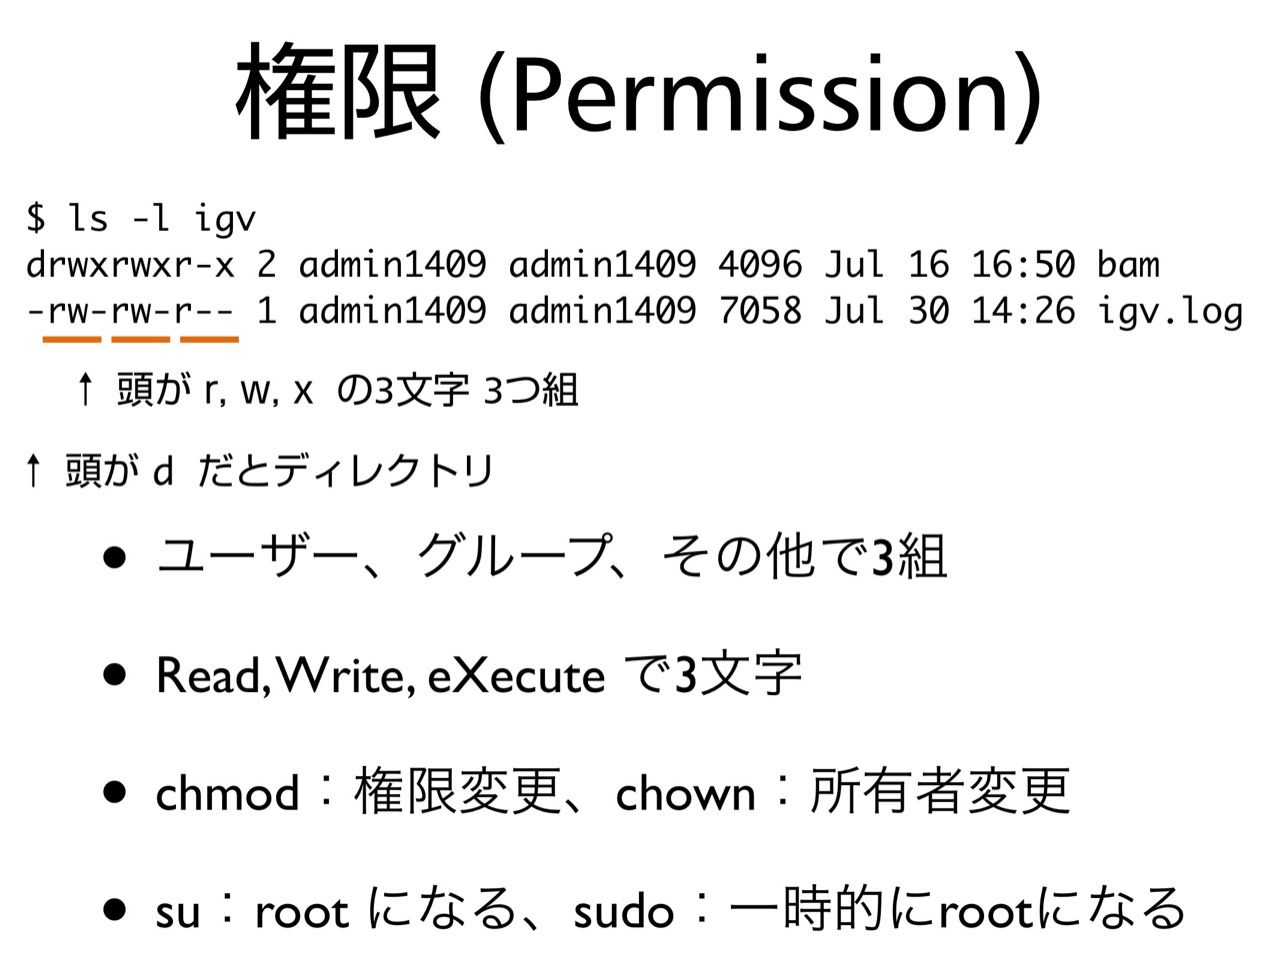 権限 (Permission)
$ ls -l igv
drwxrwxr-x 2 admin1409 admin1409 4096 Jul 16 16:50 bam
-rw-rw-r-- 1 admin1409 admin1409 7058 Jul 30 14:26 igv.log
↑ 頭が r, w, x の3文字 3つ組
↑ 頭が d だとディレクトリ
• ユーザー、グループ、その他で3組
• Read, Write, eXecute で3文字
• chmod：権限変更、chown：所有者変更
• su：root になる、sudo：一時的にrootになる